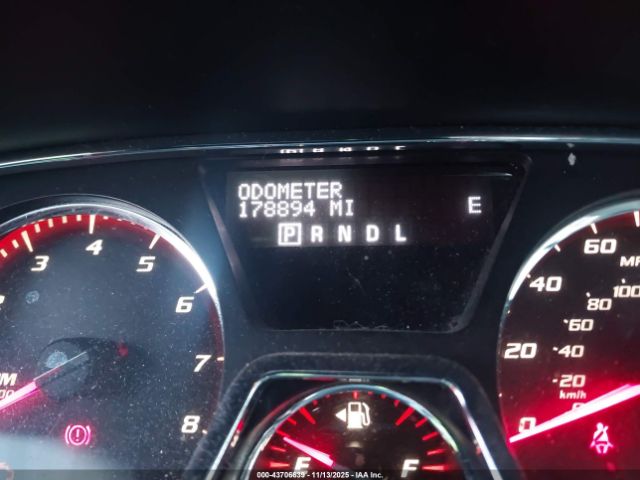 ODOMETER
178894 MI E
P R N D L
3 4 5 6 7 8
0 20 40 60
km/h 20 40 60 80 100
E F
000-43706639 - 11/13/2025 - IAA Inc.